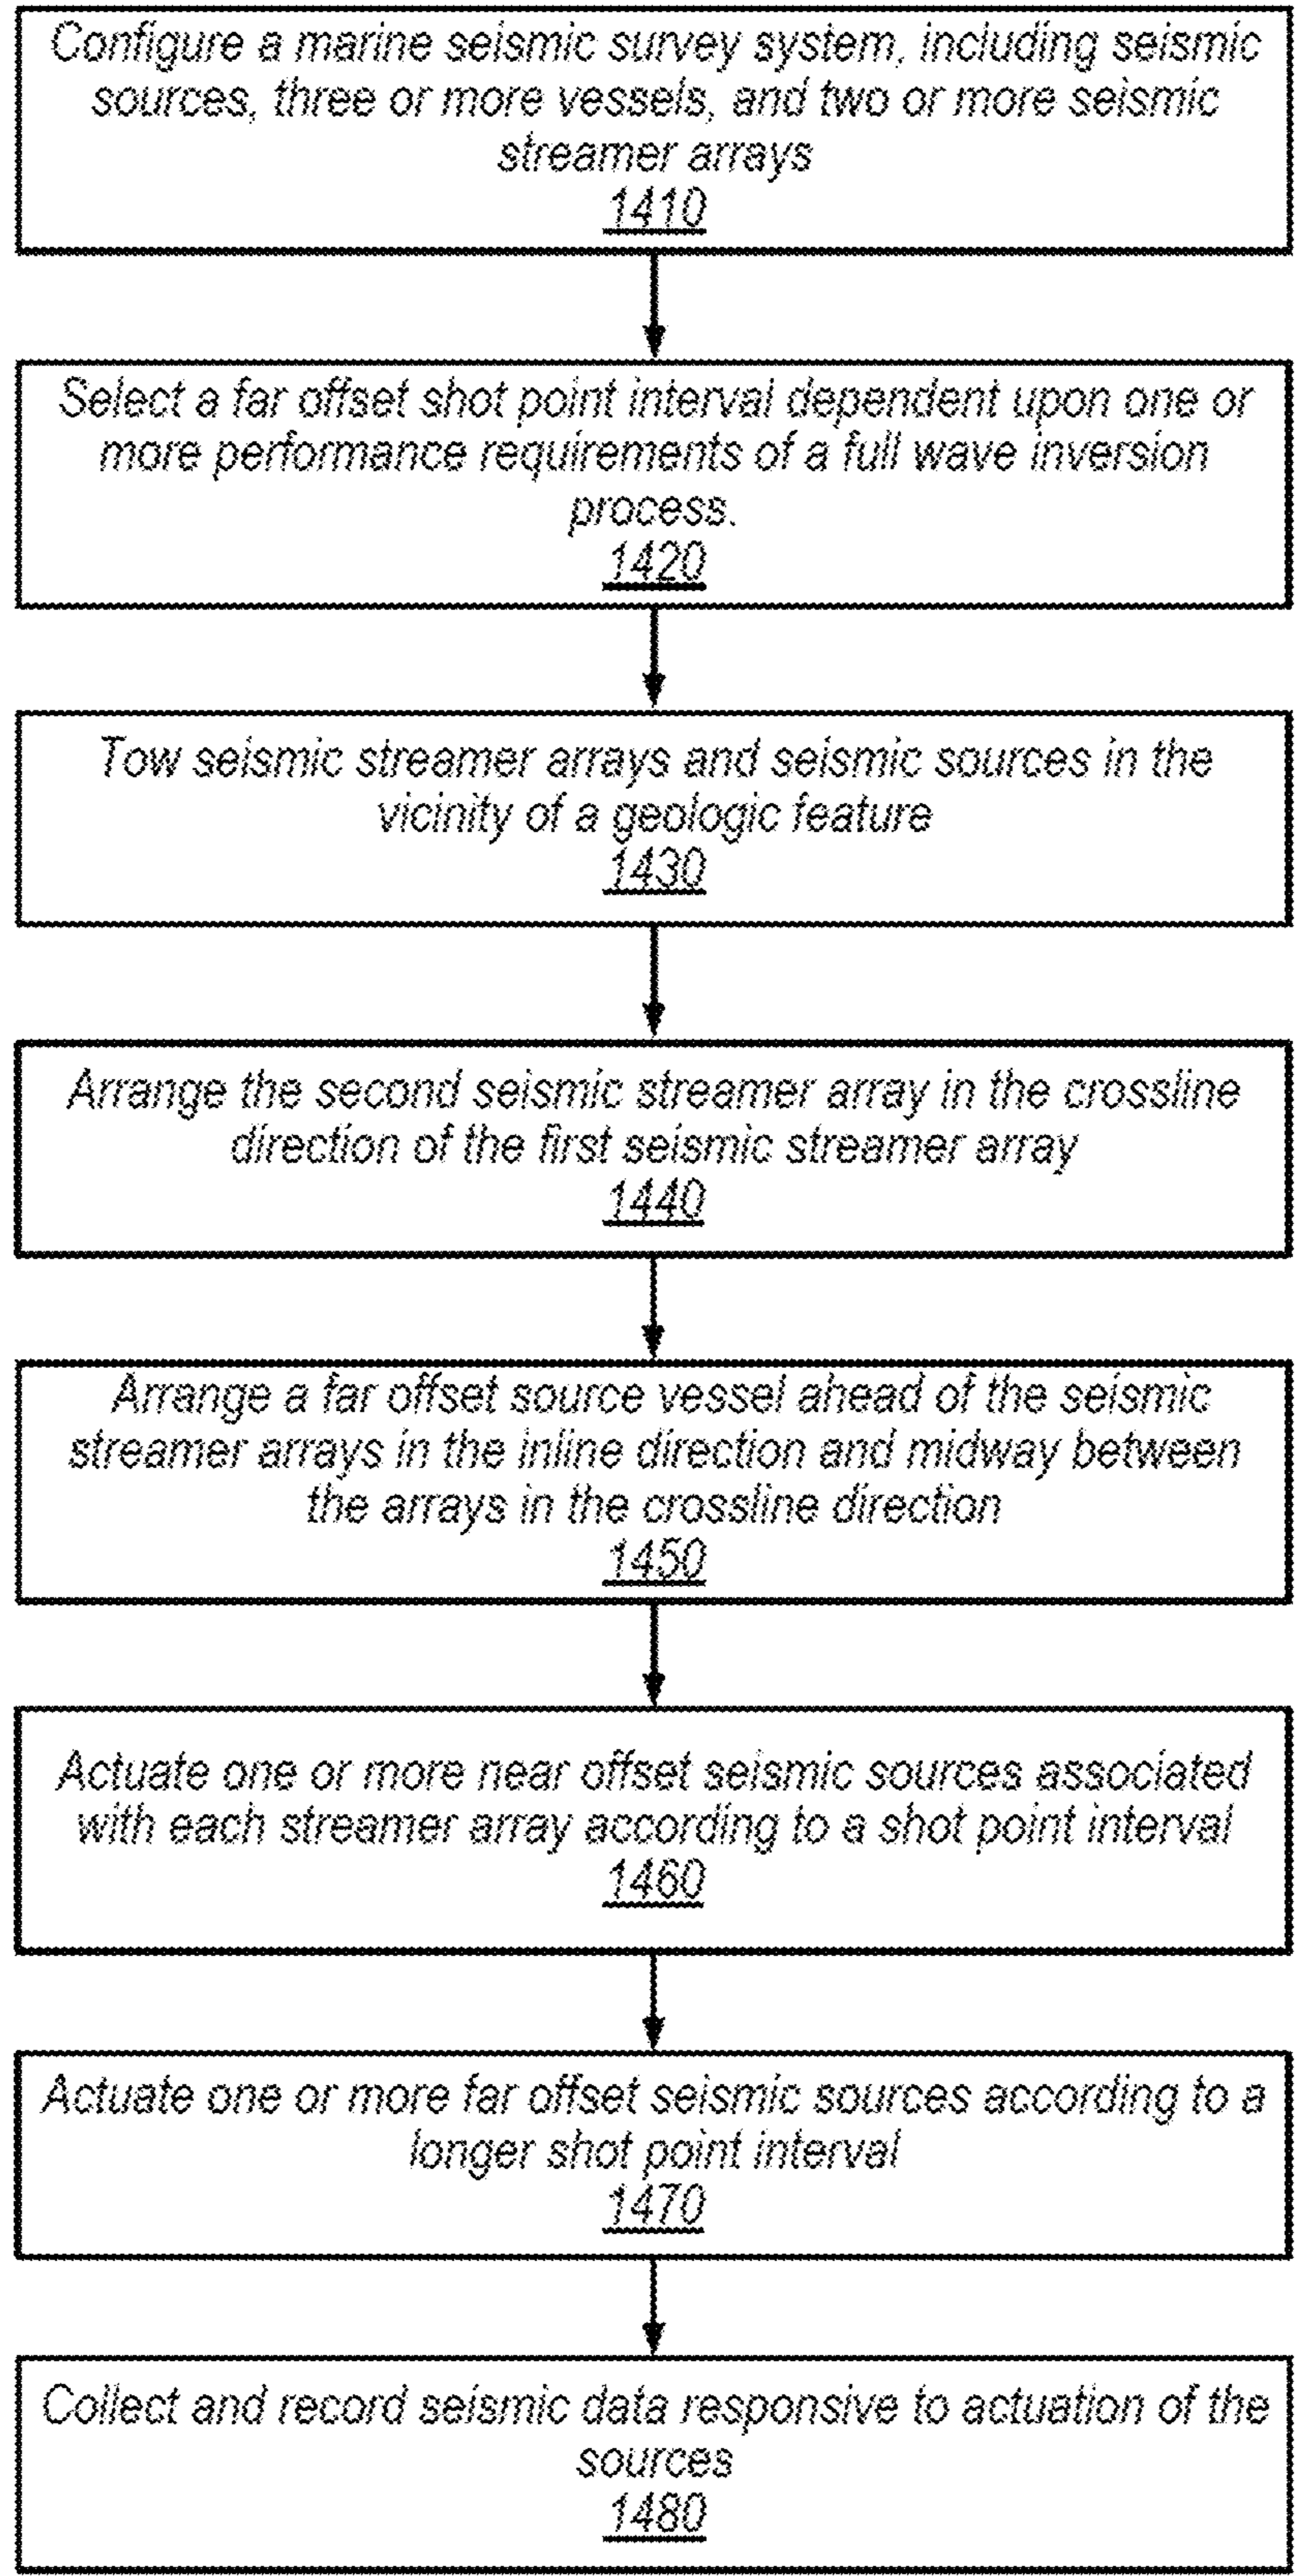 Configure a marine seismic survey system, including seismic
sources, three or more vessels, and two or more seismic
streamer arrays
1410
Select a far offset shot point interval dependent upon one or
more performance requirements of a full wave inversion
process.
1420
Tow seismic streamer arrays and seismic sources in the
vicinity of a geologic feature
1430
Arrange the second seismic streamer array in the crossline
direction of the first seismic streamer array
1440
Arrange a far offset source vessel ahead of the seismic
streamer arrays in the inline direction and midway between
the arrays in the crossline direction
1450
Actuate one or more near offset seismic sources associated
with each streamer array according to a shot point interval
1460
Actuate one or more far offset seismic sources according to a
longer shot point interval
1470
Collect and record seismic data responsive to actuation of the
sources
1480